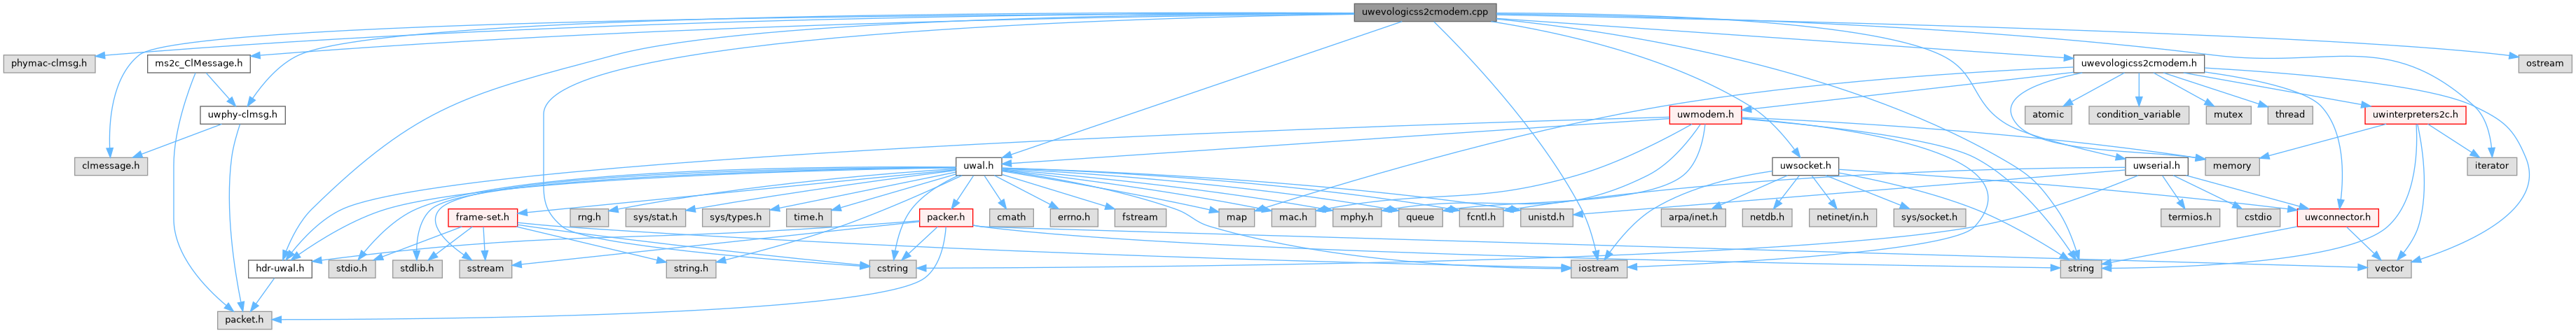 uwevologicss2cmodem.cpp
phymac-clmsg.h
ms2c_ClMessage.h
uwevologicss2cmodem.h
ostream
uwphy-clmsg.h
uwmodem.h
atomic
condition_variable
mutex
thread
uwinterpreters2c.h
clmessage.h
uwal.h
uwsocket.h
uwserial.h
memory
iterator
frame-set.h
rng.h
sys/stat.h
sys/types.h
time.h
packer.h
cmath
errno.h
fstream
map
mac.h
mphy.h
queue
fcntl.h
unistd.h
arpa/inet.h
netdb.h
netinet/in.h
sys/socket.h
termios.h
cstdio
uwconnector.h
hdr-uwal.h
stdio.h
stdlib.h
sstream
string.h
cstring
iostream
string
vector
packet.h